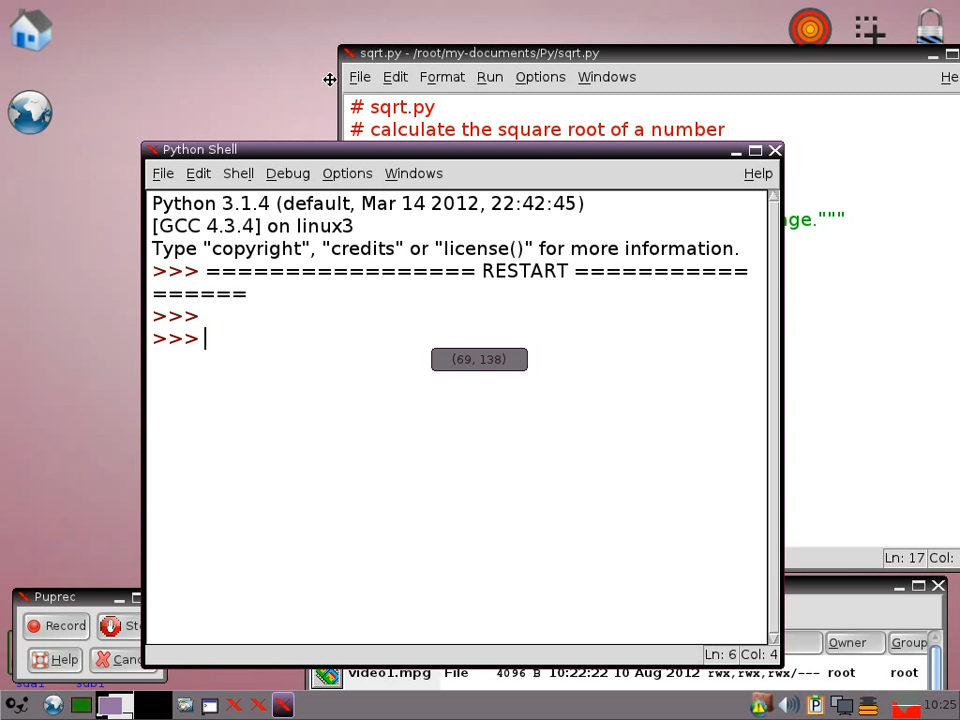 sqrt.py - /root/my-documents/Py/sqrt.py
File Edit Format Run Options Windows He
# sqrt.py
# calculate the square root of a number
Python Shell
File Edit Shell Debug Options Windows Help
Python 3.1.4 (default, Mar 14 2012, 22:42:45)
[GCC 4.3.4] on linux3
Type "copyright", "credits" or "license()" for more information.
>>> ================= RESTART ===========
======
>>>
>>>
(69, 138)
ge."""
Ln: 17 Col:
Puprec
Record
Help
Owner Group
Ln: 6 Col: 4
video1.mpg File 4096 B 10:22:22 10 Aug 2012 rwx,rwx,rwx/--- root root
10:25